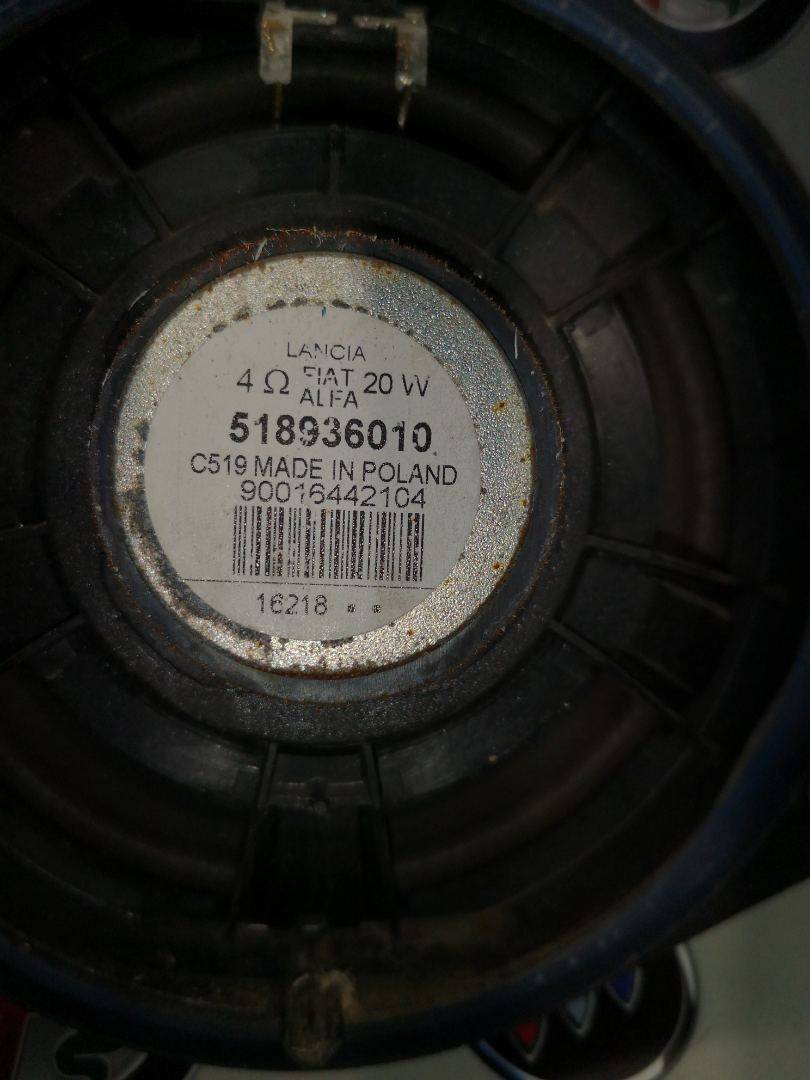 LANCIA
4 Ω FIAT 20 W
ALFA
518936010
C519 MADE IN POLAND
90016442104
16218